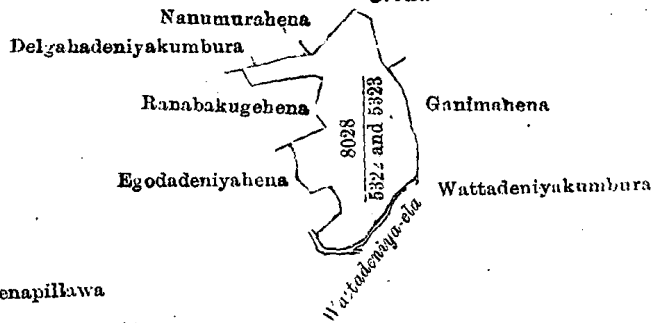 Nanumurahena
Delgahadeniyakumbura
Ranabakugehena
Ganimahena
8028
5322 and 5323
Egodadeniyahena
Wattadeniyakumbura
Wattadeniya-ela
enapillawa